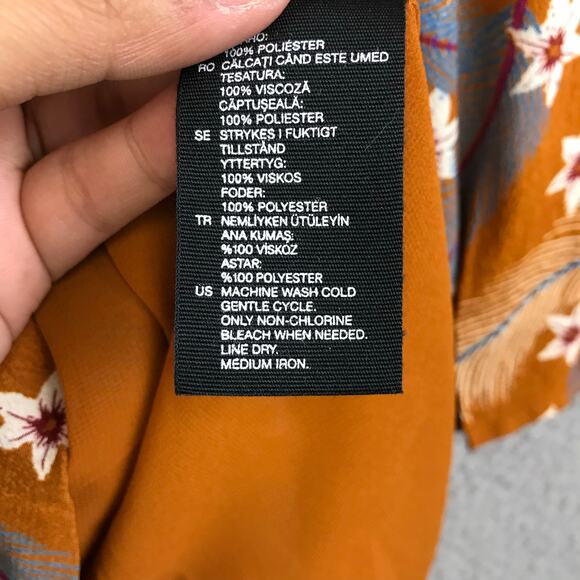 100% POLIÉSTER
RO CĂLCAȚI CÂND ESTE UMED
TESATURA:
100% VISCOZĂ
CĂPTUȘEALĂ:
100% POLIESTER
SE STRYKES I FUKTIGT
TILLSTÅND
YTTERTYG:
100% VISKOS
FODER:
100% POLYESTER
TR NEMLİYKEN ÜTÜLEYİN
ANA KUMAŞ:
%100 VİSKOZ
ASTAR:
%100 POLYESTER
US MACHINE WASH COLD
GENTLE CYCLE.
ONLY NON-CHLORINE
BLEACH WHEN NEEDED.
LINE DRY.
MEDIUM IRON.